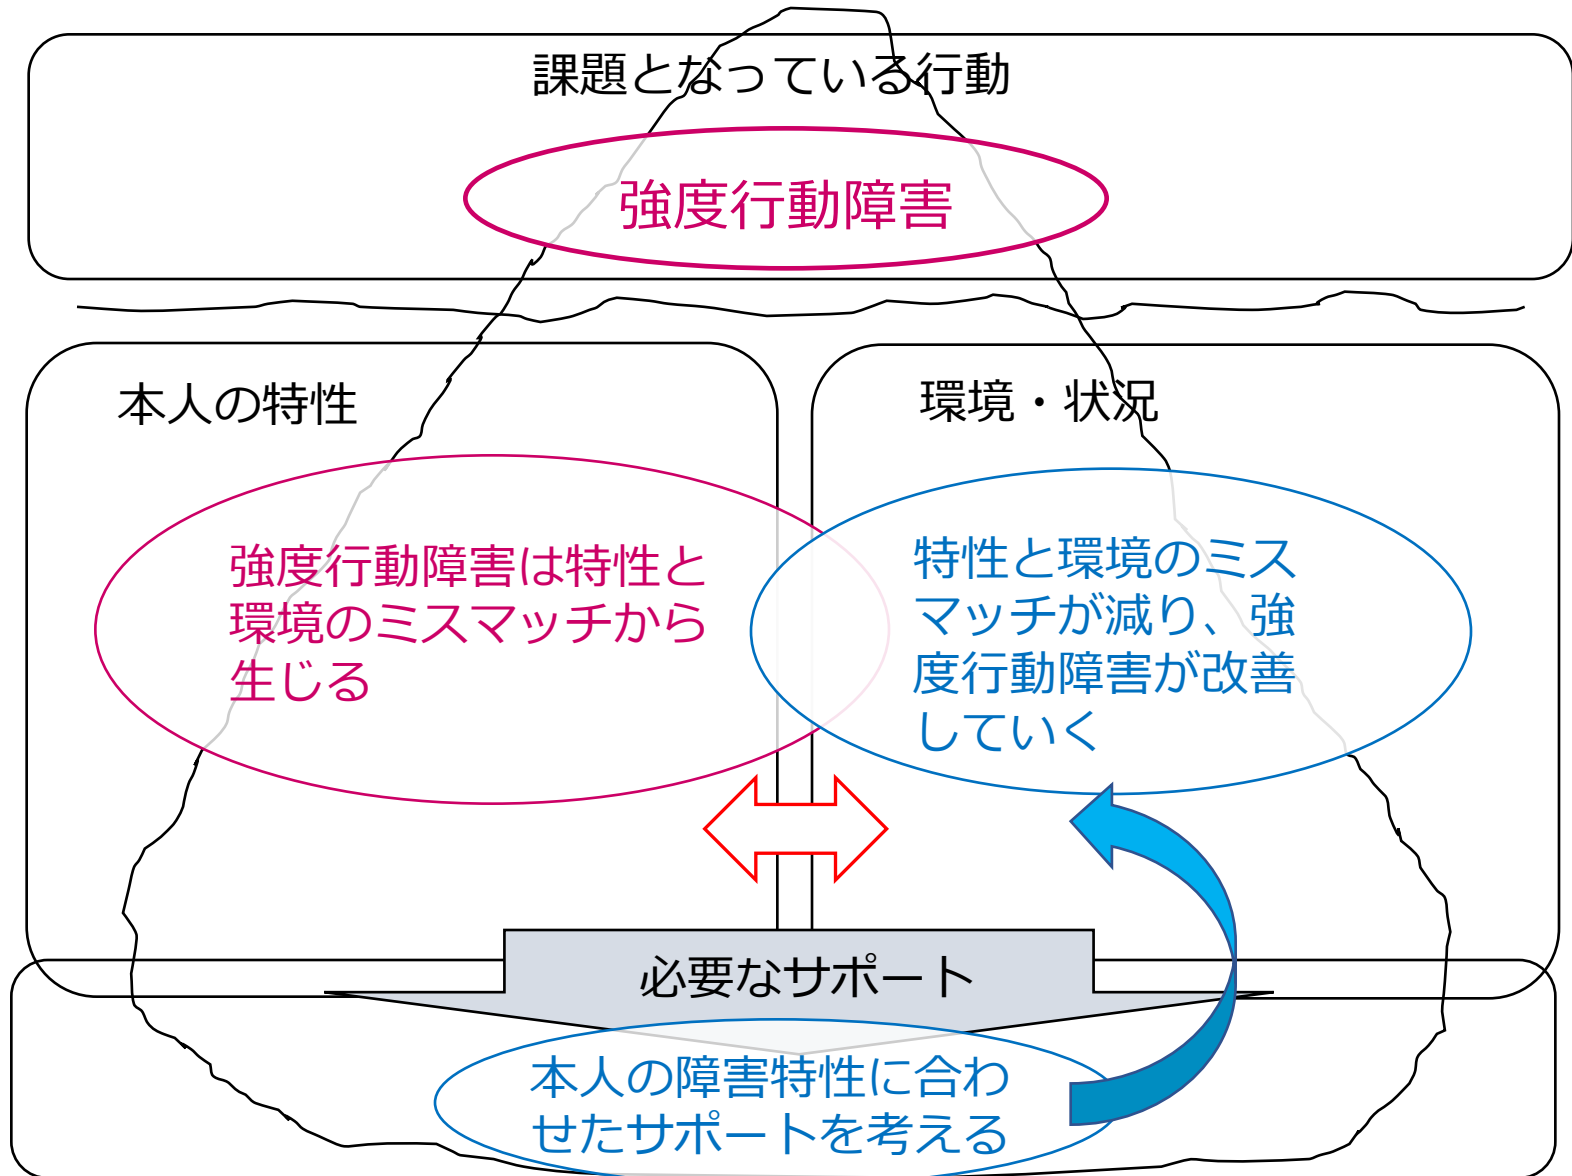 課題となっている行動
強度行動障害
本人の特性
環境・状況
強度行動障害は特性と
環境のミスマッチから
生じる
特性と環境のミス
マッチが減り、強
度行動障害が改善
していく
必要なサポート
本人の障害特性に合わ
せたサポートを考える